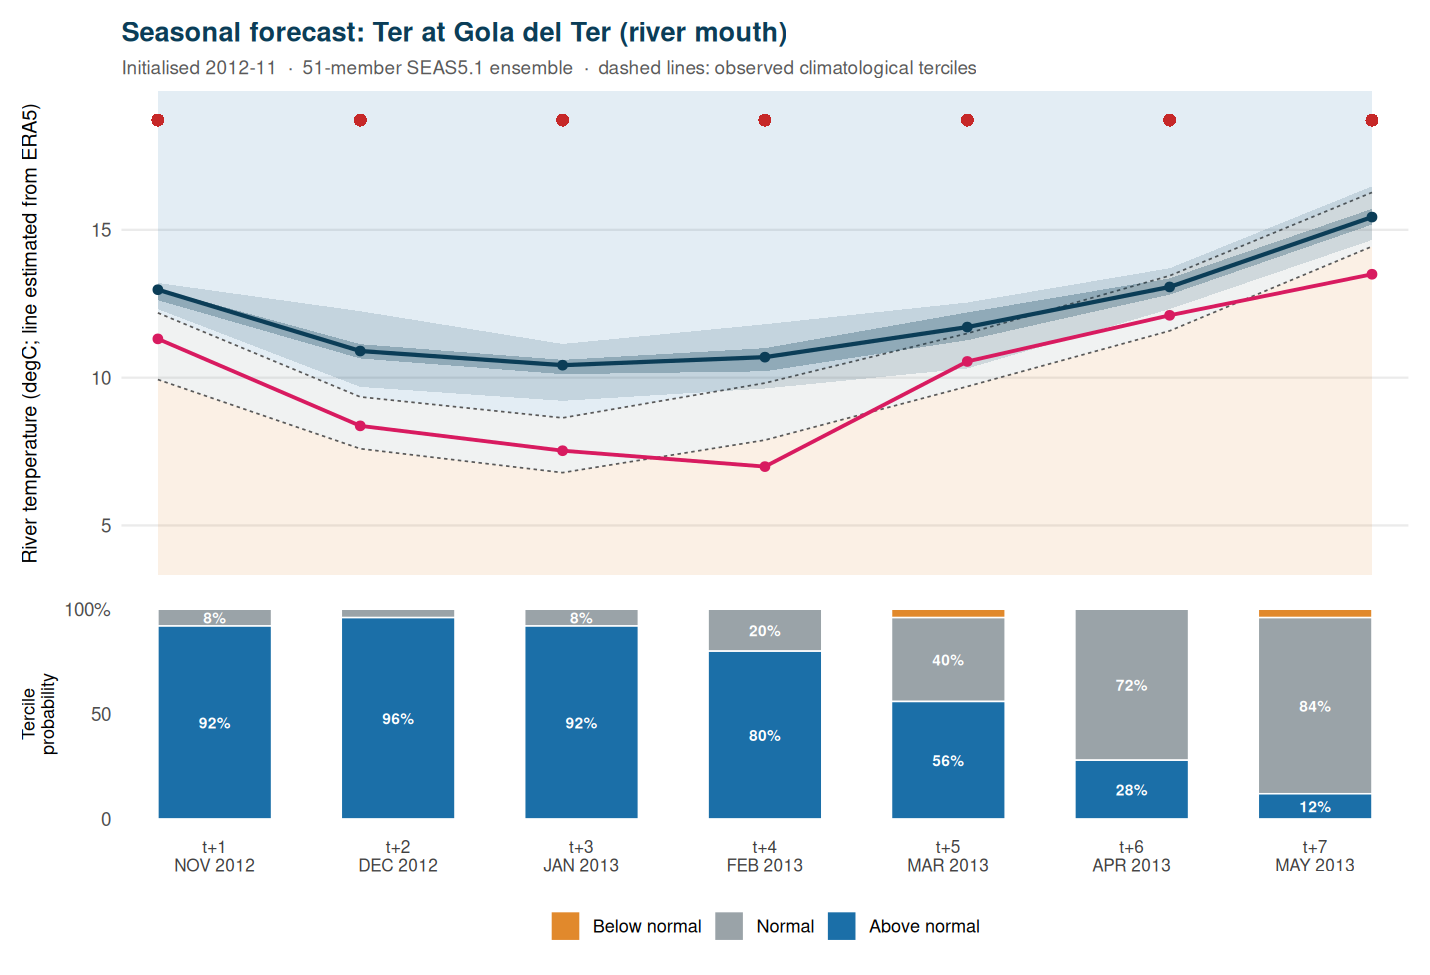 Seasonal forecast: Ter at Gola del Ter (river mouth)
Initialised 2012-11 · 51-member SEAS5.1 ensemble · dashed lines: observed climatological terciles
River temperature (degC; line estimated from ERA5)
15
10
5
Tercile
probability
100%
50
0
8%
92%
96%
8%
92%
20%
80%
40%
56%
72%
28%
84%
12%
t+1
NOV 2012
t+2
DEC 2012
t+3
JAN 2013
t+4
FEB 2013
t+5
MAR 2013
t+6
APR 2013
t+7
MAY 2013
Below normal
Normal
Above normal